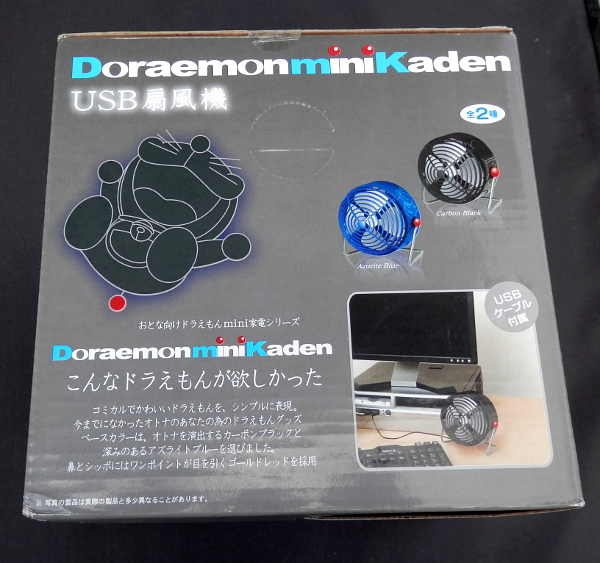 Doraemon mini Kaden
USB扇風機
全2種
Carbon Black
Azurite Blue
USB
ケーブル
付属
おとな向けドラえもんmini家電シリーズ
Doraemon mini Kaden
こんなドラえもんが欲しかった
コミカルでかわいいドラえもんを、シンプルに表現。
今までになかったオトナのあなたの為のドラえもんグッズ
ベースカラーは、オトナを演出するカーボンブラックと
深みのあるアズライトブルーを選びました。
鼻とシッポにはワンポイントが目を引くゴールドレッドを採用
※写真の製品は実際の製品と多少異なることがあります。